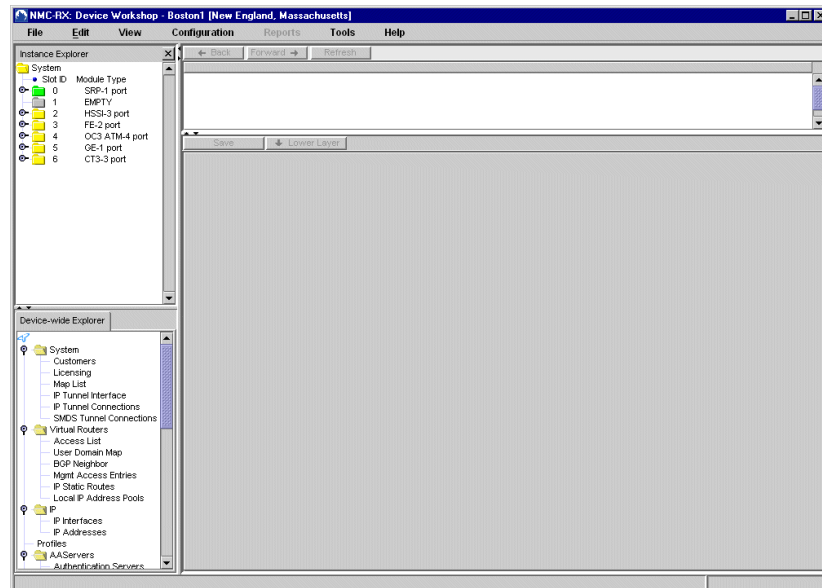 NMC-RX: Device Workshop - Boston1 [New England, Massachusetts]
File Edit View Configuration Reports Tools Help
Instance Explorer
Back Forward Refresh
System
Slot ID Module Type
0 SRP-1 port
1 EMPTY
2 HSSI-3 port
3 FE-2 port
4 OC3 ATM-4 port
5 GE-1 port
6 CT3-3 port
Save Lower Layer
Device-wide Explorer
System
Customers
Licensing
Map List
IP Tunnel Interface
IP Tunnel Connections
SMDS Tunnel Connections
Virtual Routers
Access List
User Domain Map
BGP Neighbor
Mgmt Access Entries
IP Static Routes
Local IP Address Pools
IP
IP Interfaces
IP Addresses
Profiles
AAServers
Authentication Servers